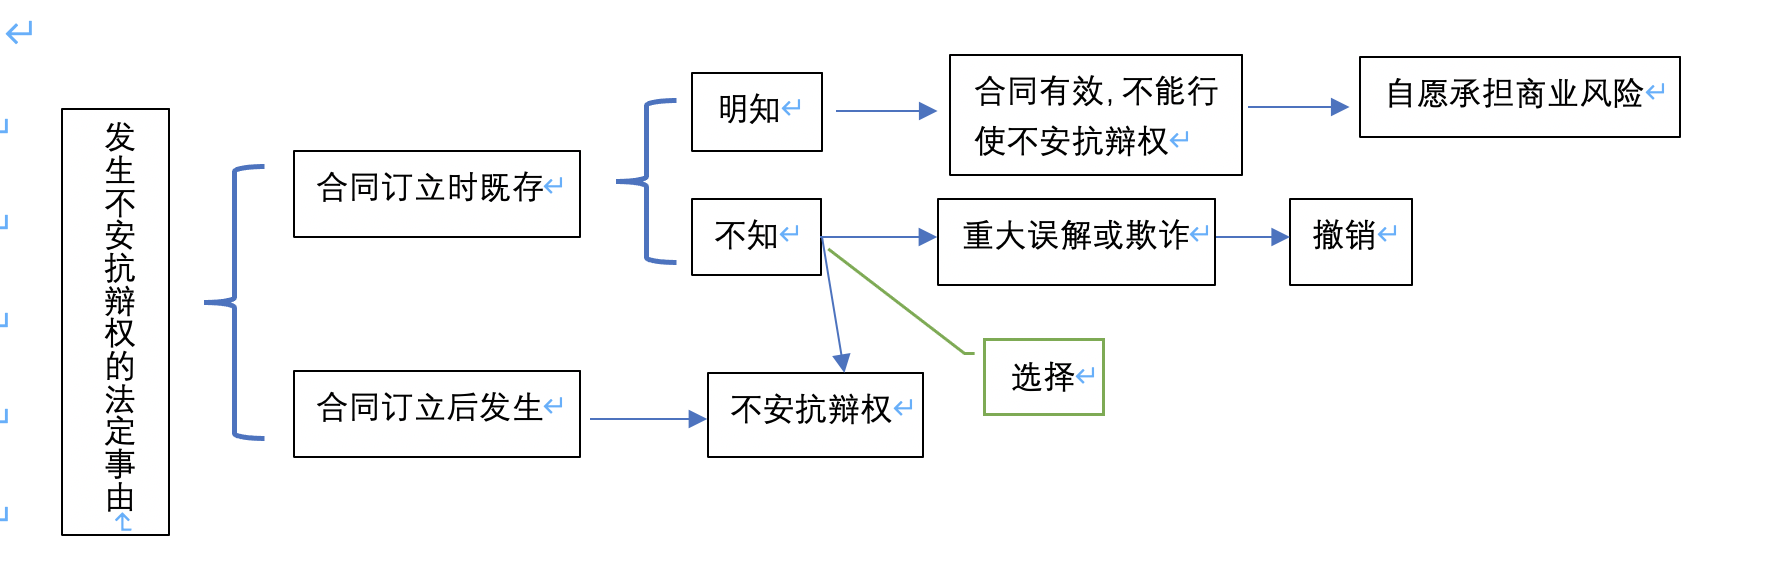 发生不安抗辩权的法定事由
合同订立时既存
明知
合同有效,不能行
使不安抗辩权
自愿承担商业风险
不知
重大误解或欺诈
撤销
选择
合同订立后发生
不安抗辩权